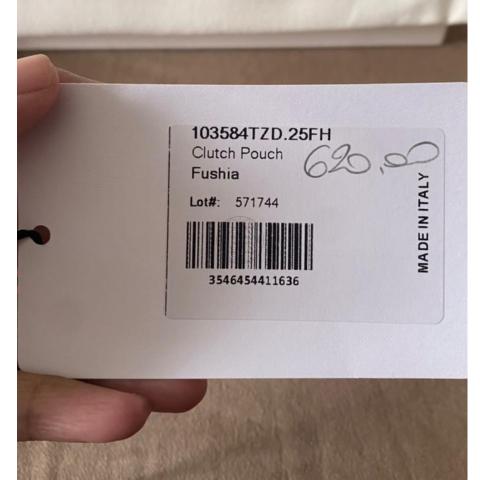 103584TZD.25FH
Clutch Pouch
620.00
Fushia
Lot#: 571744
3546454411636
MADE IN ITALY